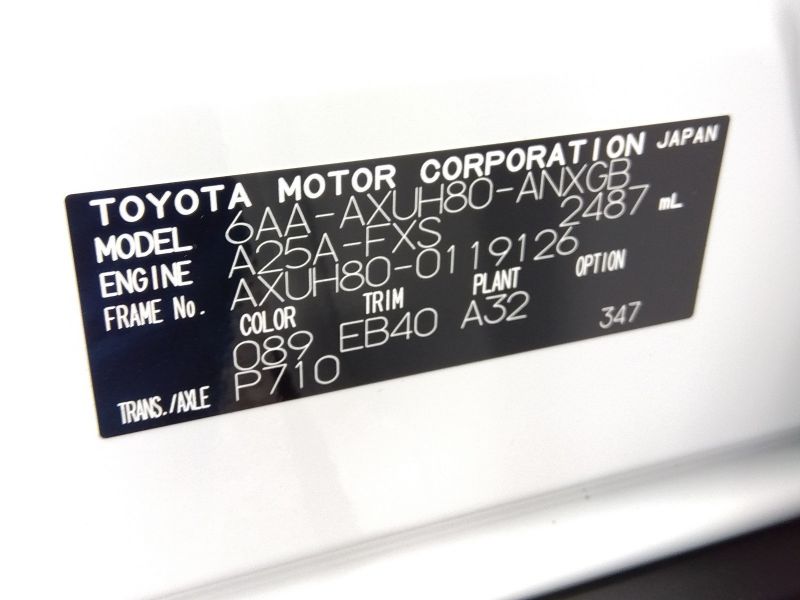 TOYOTA MOTOR CORPORATION JAPAN
MODEL 6AA-AXUH80-ANXGB
ENGINE A25A-FXS 2487 mL
FRAME No. AXUH80-0119126
COLOR TRIM PLANT OPTION
089 EB40 A32 347
TRANS./AXLE P710